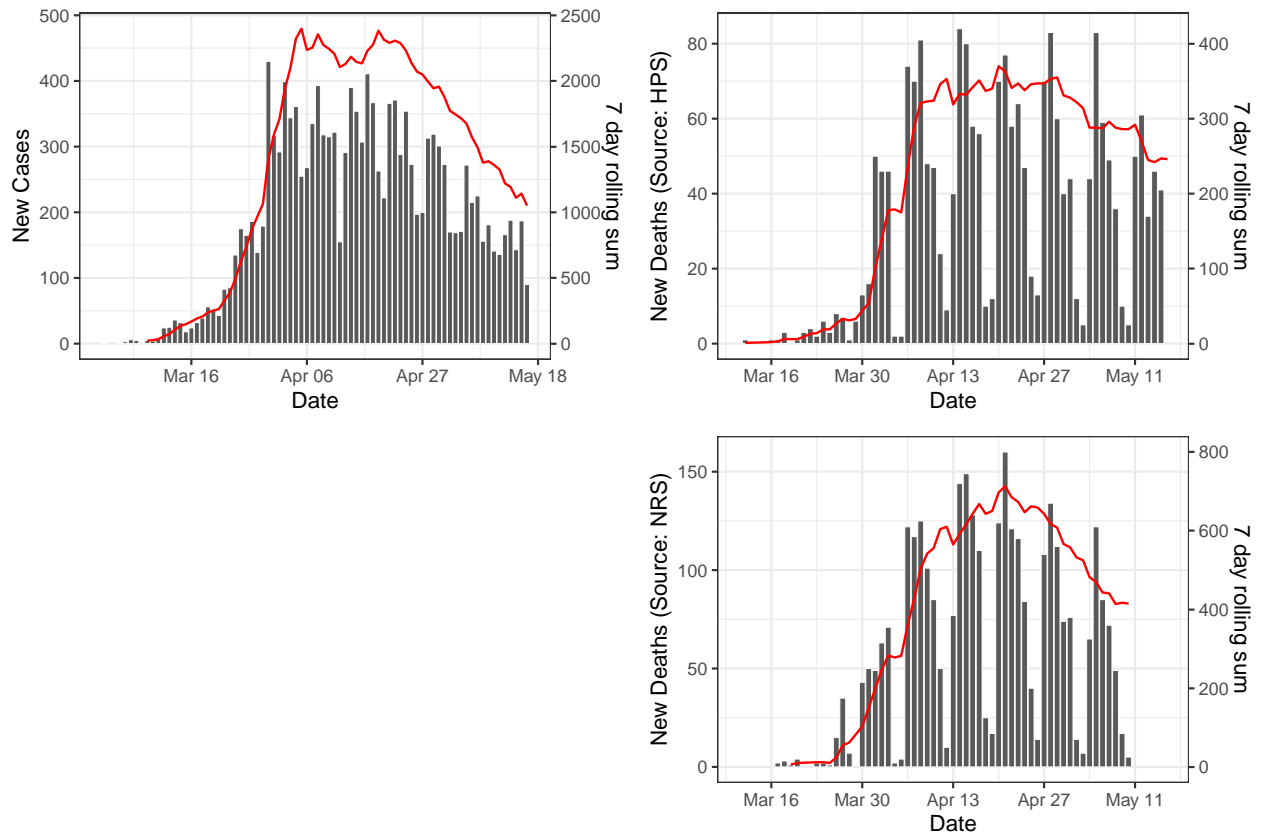 New Cases
500
400
300
200
100
0
2500
2000
1500
1000
500
0
7 day rolling sum
Mar 16
Apr 06
Apr 27
May 18
Date
New Deaths (Source: HPS)
80
60
40
20
0
400
300
200
100
0
7 day rolling sum
Mar 16
Mar 30
Apr 13
Apr 27
May 11
Date
New Deaths (Source: NRS)
150
100
50
0
800
600
400
200
0
7 day rolling sum
Mar 16
Mar 30
Apr 13
Apr 27
May 11
Date